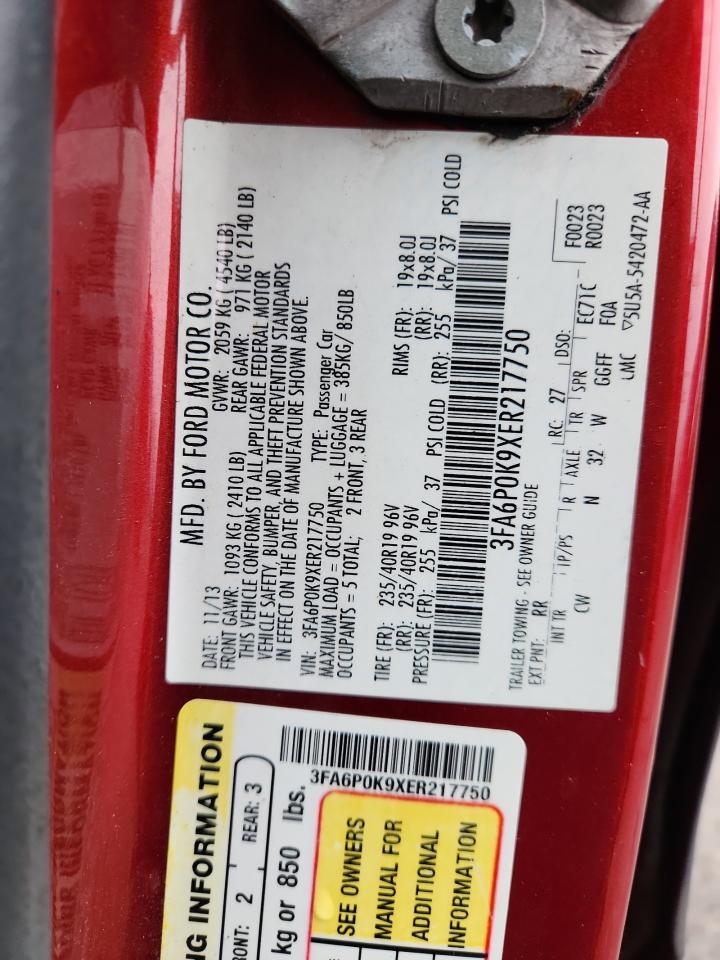 MFD. BY FORD MOTOR CO.
DATE: 11/13 GVWR: 2059 KG ( 4540 LB)
FRONT GAWR: 1093 KG ( 2410 LB) REAR GAWR: 971 KG ( 2140 LB)
THIS VEHICLE CONFORMS TO ALL APPLICABLE FEDERAL MOTOR
VEHICLE SAFETY, BUMPER, AND THEFT PREVENTION STANDARDS
IN EFFECT ON THE DATE OF MANUFACTURE SHOWN ABOVE.
VIN: 3FA6P0K9XER217750 TYPE: Passenger Car
MAXIMUM LOAD = OCCUPANTS + LUGGAGE = 385KG/ 850LB
OCCUPANTS = 5 TOTAL; 2 FRONT, 3 REAR
TIRE (FR): 235/40R19 96V RIMS (FR): 19x8.0J
(RR): 235/40R19 96V (RR): 19x8.0J
PRESSURE (FR): 255 kPa/ 37 PSI COLD (RR): 255 kPa/ 37 PSI COLD
3FA6P0K9XER217750
TRAILER TOWING - SEE OWNER GUIDE
EXT PNT: RR RC: 27 DSO: F0023
R0023
INT TR TP/PS R AXLE TR SPR EC71C
CW N 32 W GGFF F0A
UMC ▽5U5A-5420472-AA
NG INFORMATION
RONT: 2 REAR: 3
kg or 850 lbs.
3FA6P0K9XER217750
SEE OWNERS
MANUAL FOR
ADDITIONAL
INFORMATION